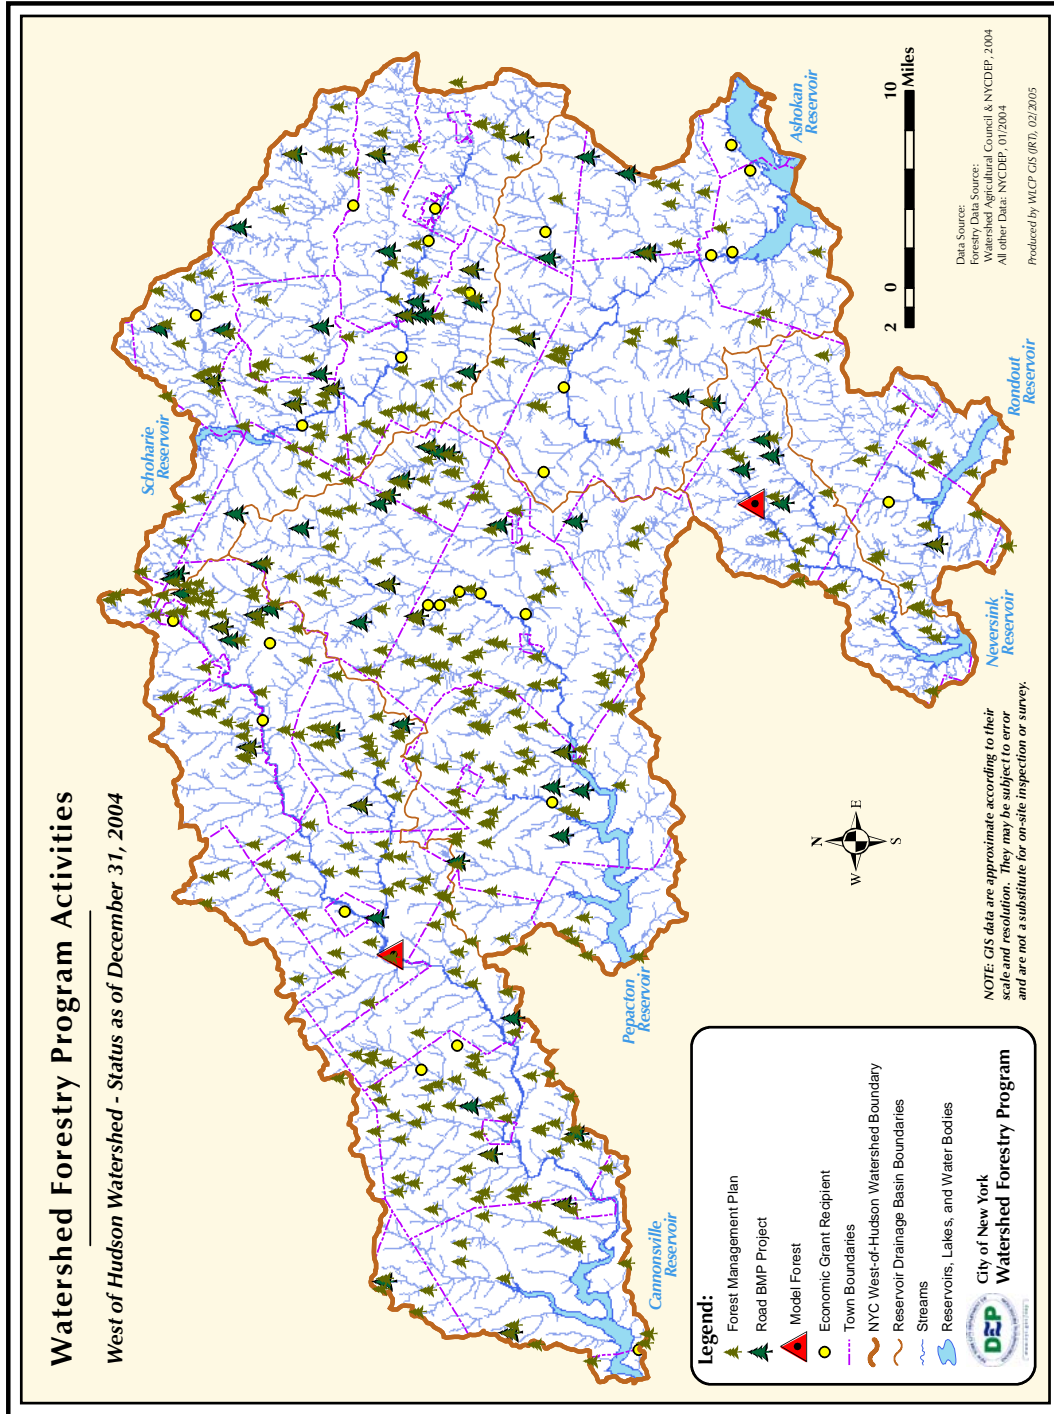 Watershed Forestry Program Activities
West of Hudson Watershed - Status as of December 31, 2004
Schoharie
Reservoir
Ashokan
Reservoir
Rondout
Reservoir
Neversink
Reservoir
Pepacton
Reservoir
Cannonsville
Reservoir
2 0 10
Miles
Data Source:
Forestry Data Source:
Watershed Agricultural Council & NYCDEP, 2004
All other Data: NYCDEP, 01/2004
Produced by WLCP GIS (JRT), 02/2005
N
W E
S
NOTE: GIS data are approximate according to their
scale and resolution. They may be subject to error
and are not a substitute for on-site inspection or survey.
Legend:
Forest Management Plan
Road BMP Project
Model Forest
Economic Grant Recipient
Town Boundaries
NYC West-of-Hudson Watershed Boundary
Reservoir Drainage Basin Boundaries
Streams
Reservoirs, Lakes, and Water Bodies
DEP
City of New York
Watershed Forestry Program